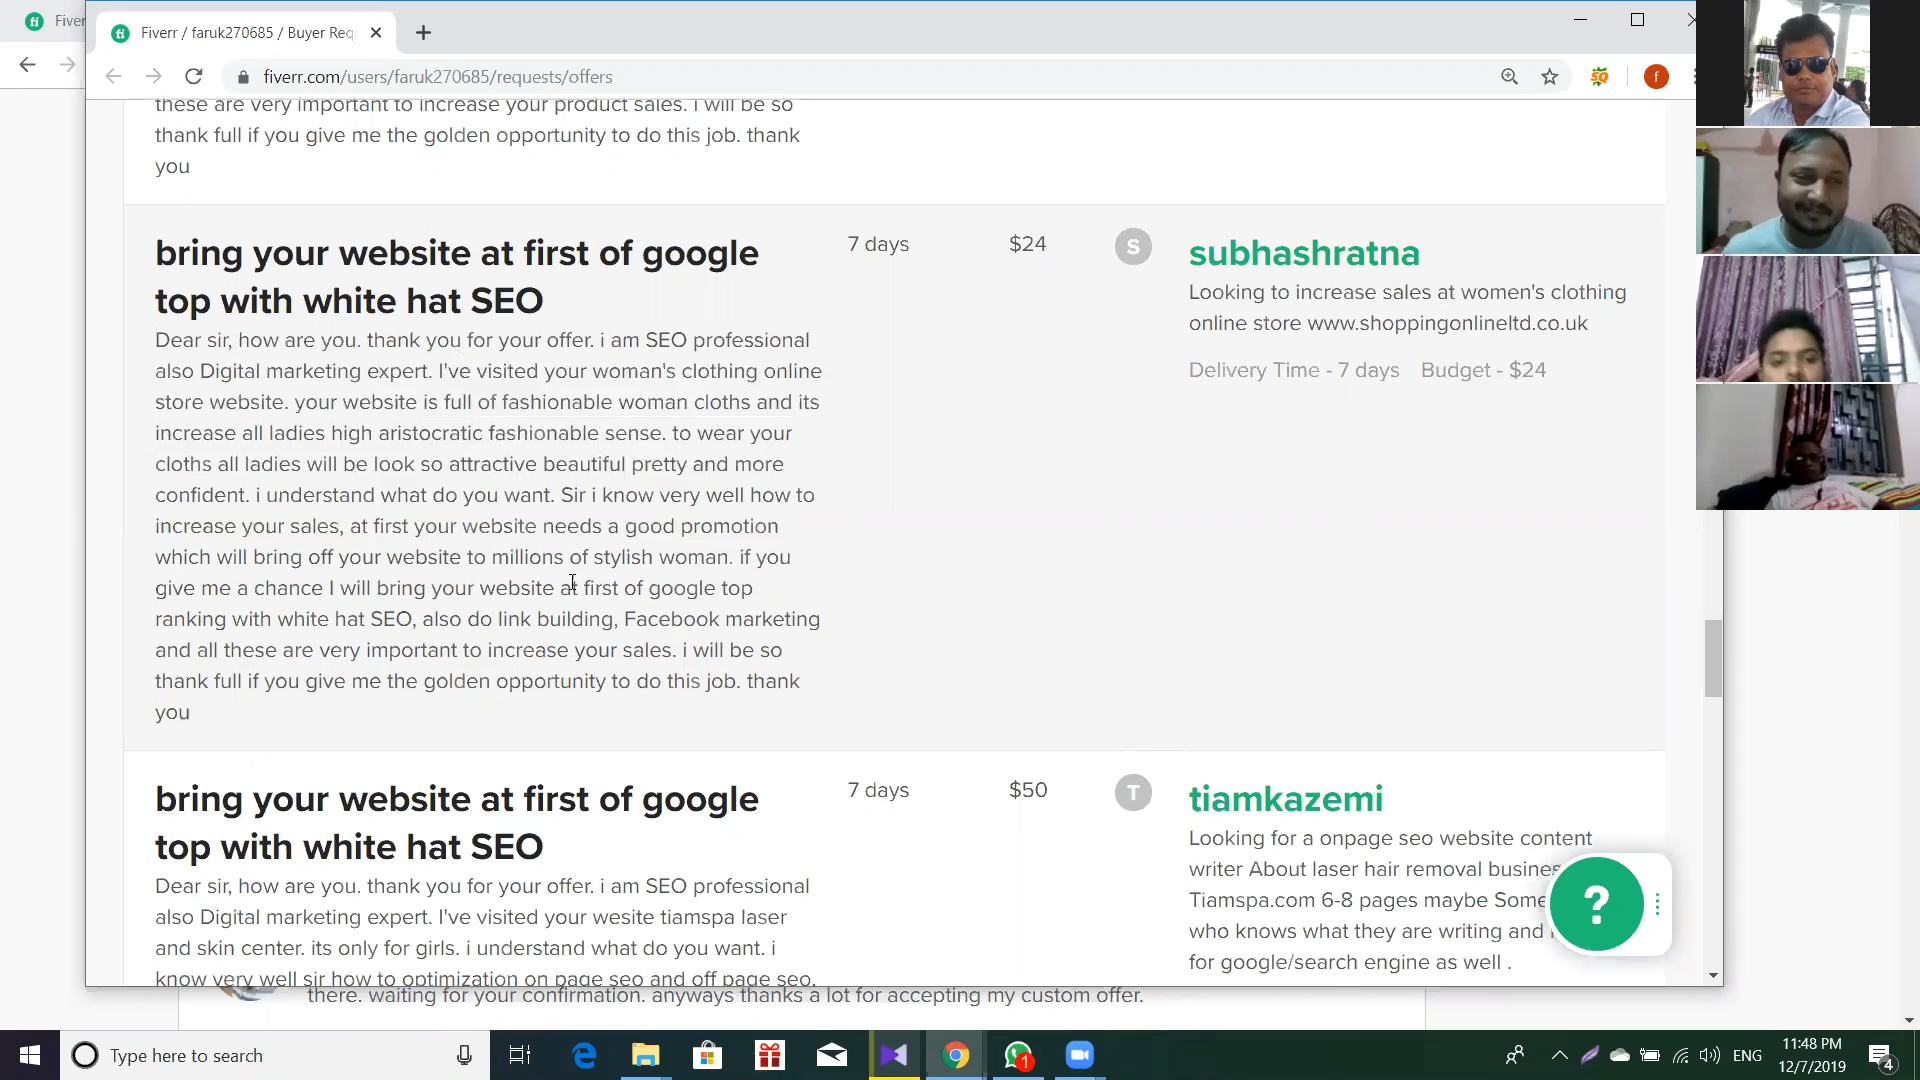 Fiver
Fiverr / faruk270685 / Buyer Req
fiverr.com/users/faruk270685/requests/offers
these are very important to increase your product sales. i will be so
thank full if you give me the golden opportunity to do this job. thank
you
bring your website at first of google
top with white hat SEO
7 days
$24
S
subhashratna
Looking to increase sales at women's clothing
online store www.shoppingonlineltd.co.uk
Delivery Time - 7 days Budget - $24
Dear sir, how are you. thank you for your offer. i am SEO professional
also Digital marketing expert. I've visited your woman's clothing online
store website. your website is full of fashionable woman cloths and its
increase all ladies high aristocratic fashionable sense. to wear your
cloths all ladies will be look so attractive beautiful pretty and more
confident. i understand what do you want. Sir i know very well how to
increase your sales, at first your website needs a good promotion
which will bring off your website to millions of stylish woman. if you
give me a chance I will bring your website at first of google top
ranking with white hat SEO, also do link building, Facebook marketing
and all these are very important to increase your sales. i will be so
thank full if you give me the golden opportunity to do this job. thank
you
bring your website at first of google
top with white hat SEO
7 days
$50
T
tiamkazemi
Looking for a onpage seo website content
writer About laser hair removal busines
Tiamspa.com 6-8 pages maybe Some
who knows what they are writing and
for google/search engine as well .
Dear sir, how are you. thank you for your offer. i am SEO professional
also Digital marketing expert. I've visited your wesite tiamspa laser
and skin center. its only for girls. i understand what do you want. i
know very well sir how to optimization on page seo and off page seo.
there. waiting for your confirmation. anyways thanks a lot for accepting my custom offer.
?
Type here to search
1
ENG
11:48 PM
12/7/2019
4
f
SQ